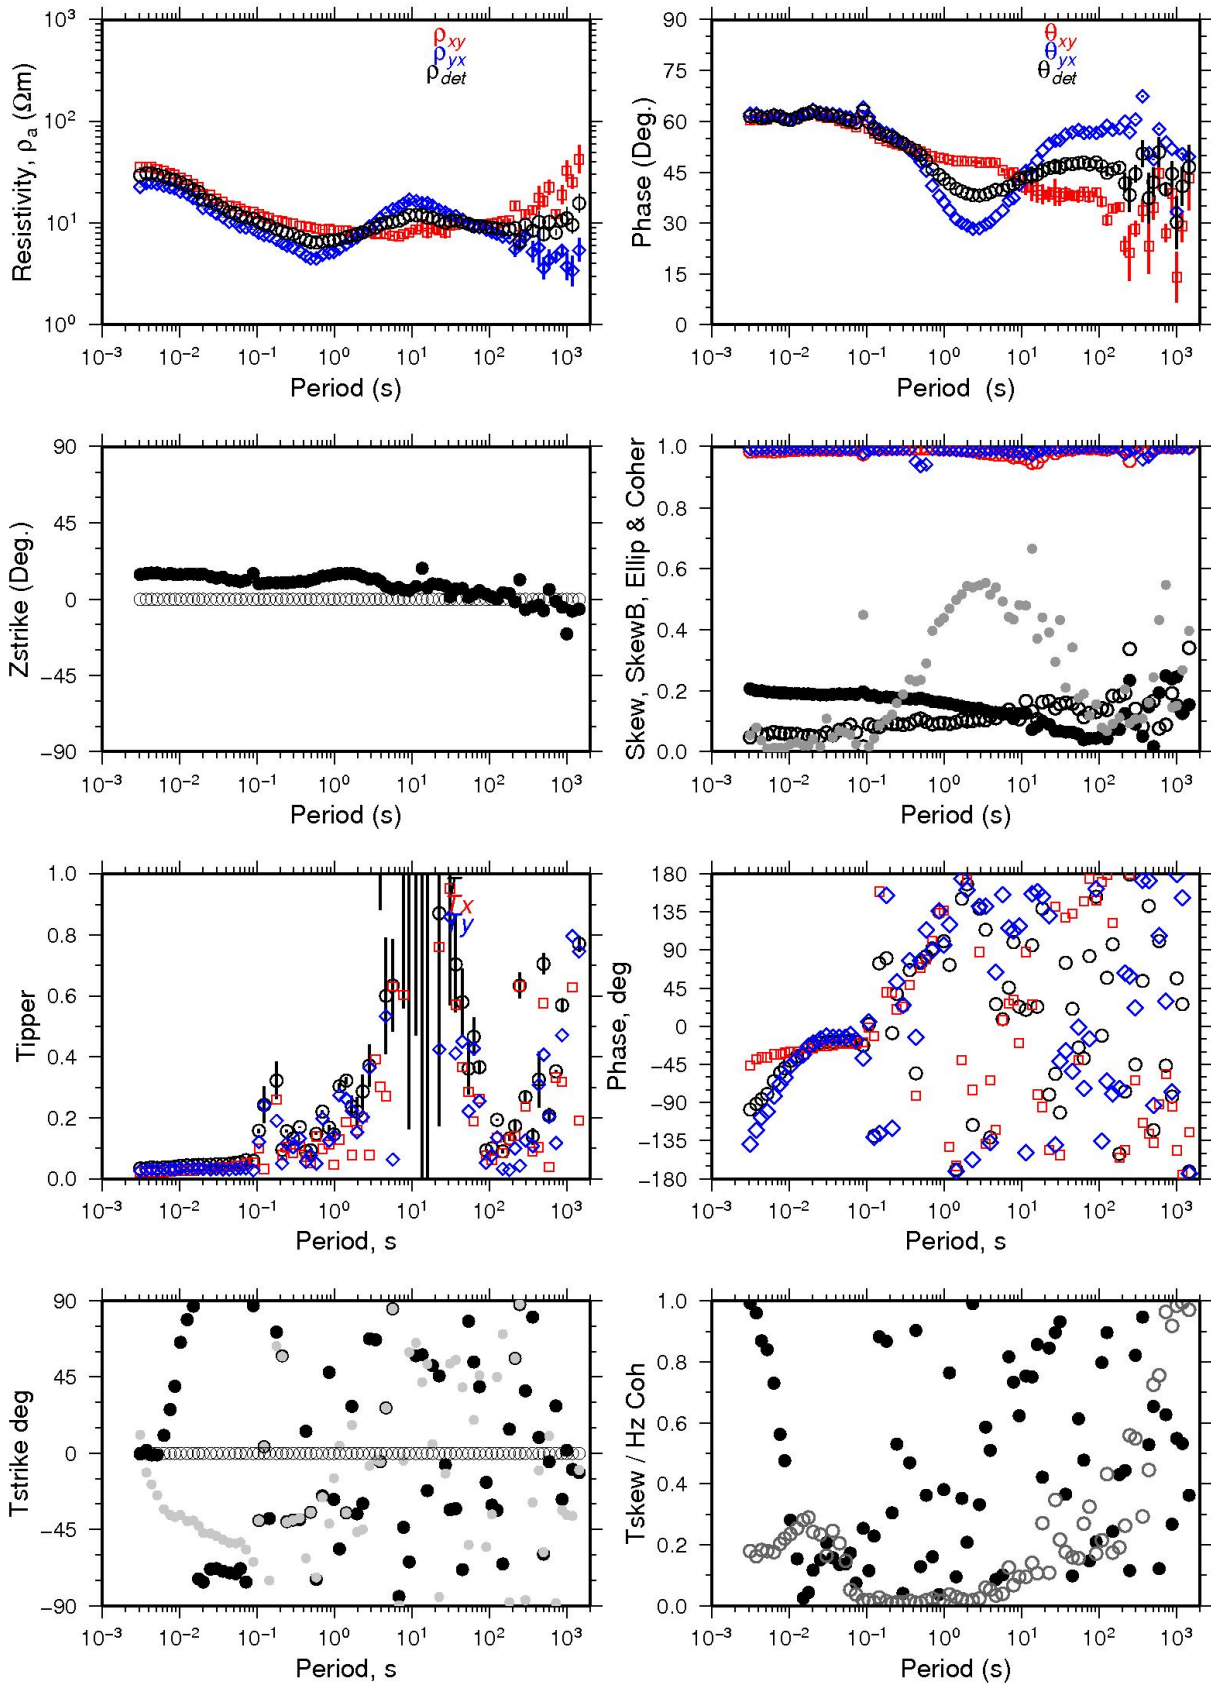 Resistivity, ρa (Ωm)
10³
10²
10¹
10⁰
ρxy
ρyx
ρdet
10⁻³ 10⁻² 10⁻¹ 10⁰ 10¹ 10² 10³
Period (s)
Phase (Deg.)
90
75
60
45
30
15
0
θxy
θyx
θdet
10⁻³ 10⁻² 10⁻¹ 10⁰ 10¹ 10² 10³
Period (s)
Zstrike (Deg.)
90
45
0
−45
−90
10⁻³ 10⁻² 10⁻¹ 10⁰ 10¹ 10² 10³
Period (s)
Skew, SkewB, Ellip & Coher
1.0
0.8
0.6
0.4
0.2
0.0
10⁻³ 10⁻² 10⁻¹ 10⁰ 10¹ 10² 10³
Period (s)
Tipper
1.0
0.8
0.6
0.4
0.2
0.0
T
Tx
Ty
10⁻³ 10⁻² 10⁻¹ 10⁰ 10¹ 10² 10³
Period, s
Phase, deg
180
135
90
45
0
−45
−90
−135
−180
10⁻³ 10⁻² 10⁻¹ 10⁰ 10¹ 10² 10³
Period, s
Tstrike deg
90
45
0
−45
−90
10⁻³ 10⁻² 10⁻¹ 10⁰ 10¹ 10² 10³
Period, s
Tskew / Hz Coh
1.0
0.8
0.6
0.4
0.2
0.0
10⁻³ 10⁻² 10⁻¹ 10⁰ 10¹ 10² 10³
Period (s)